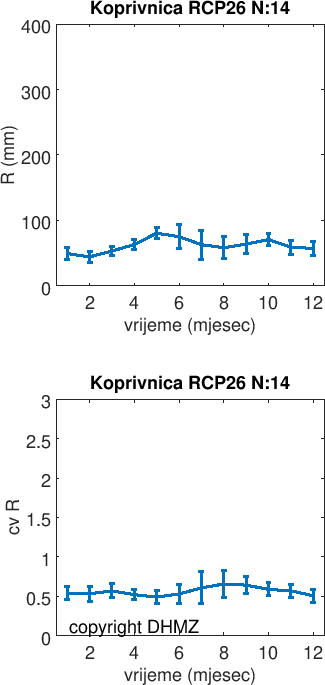 Koprivnica RCP26 N:14
400
300
200
100
0
R (mm)
2 4 6 8 10 12
vrijeme (mjesec)
Koprivnica RCP26 N:14
3
2.5
2
1.5
1
0.5
0
cv R
copyright DHMZ
2 4 6 8 10 12
vrijeme (mjesec)